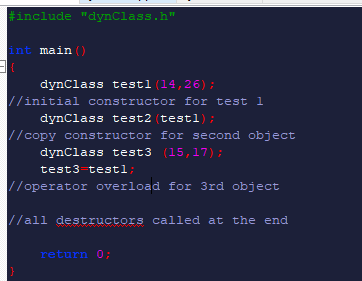 #include "dynClass.h"
int main()
{
dynClass test1(14,26);
//initial constructor for test 1
dynClass test2(test1);
//copy constructor for second object
dynClass test3 (15,17);
test3=test1;
//operator overload for 3rd object
//all destructors called at the end
return 0;
}